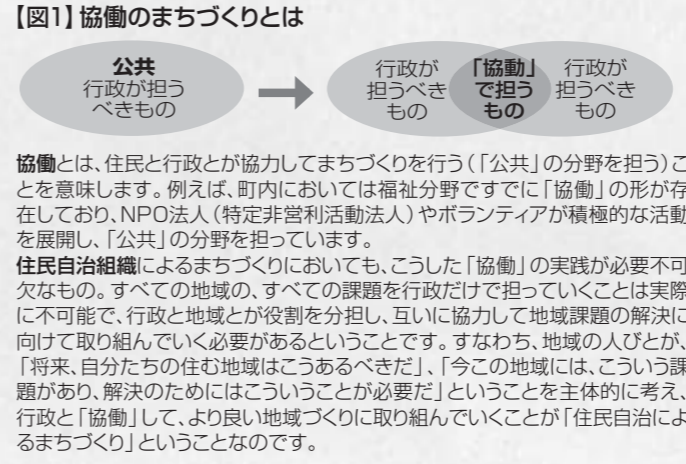 【図1】協働のまちづくりとは
公共
行政が担う
べきもの
行政が
担うべき
もの
「協動」
で担う
もの
行政が
担うべき
もの
協働とは、住民と行政とが協力してまちづくりを行う(「公共」の分野を担う)こ
とを意味します。例えば、町内においては福祉分野ですでに「協働」の形が存
在しており、NPO法人(特定非営利活動法人)やボランティアが積極的な活動
を展開し、「公共」の分野を担っています。
住民自治組織によるまちづくりにおいても、こうした「協働」の実践が必要不可
欠なもの。すべての地域の、すべての課題を行政だけで担っていくことは実際
に不可能で、行政と地域とが役割を分担し、互いに協力して地域課題の解決に
向けて取り組んでいく必要があるということです。すなわち、地域の人びとが、
「将来、自分たちの住む地域はこうあるべきだ」、「今この地域には、こういう課
題があり、解決のためにはこういうことが必要だ」ということを主体的に考え、
行政と「協働」して、より良い地域づくりに取り組んでいくことが「住民自治によ
るまちづくり」ということなのです。